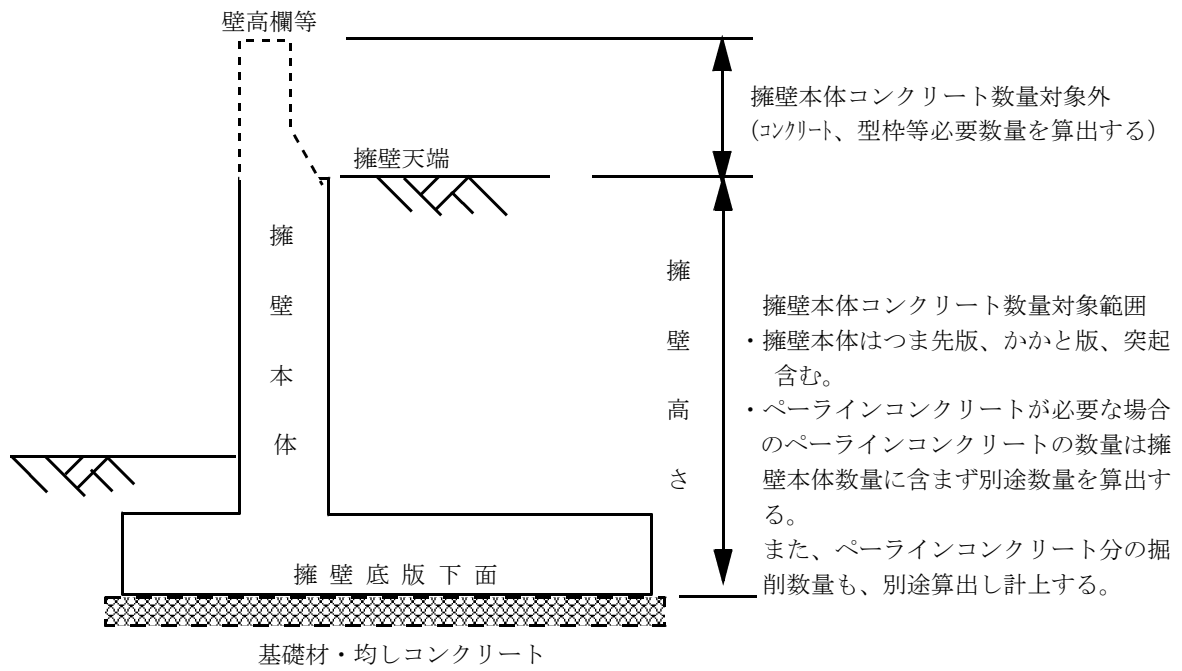 壁高欄等
擁壁本体コンクリート数量対象外
(ｺﾝｸﾘｰﾄ、型枠等必要数量を算出する)
擁壁天端
擁壁本体
擁壁高さ
擁壁本体コンクリート数量対象範囲
・擁壁本体はつま先版、かかと版、突起
含む。
・ペーラインコンクリートが必要な場合
のペーラインコンクリートの数量は擁
壁本体数量に含まず別途数量を算出す
る。
また、ペーラインコンクリート分の掘
削数量も、別途算出し計上する。
擁壁底版下面
基礎材・均しコンクリート